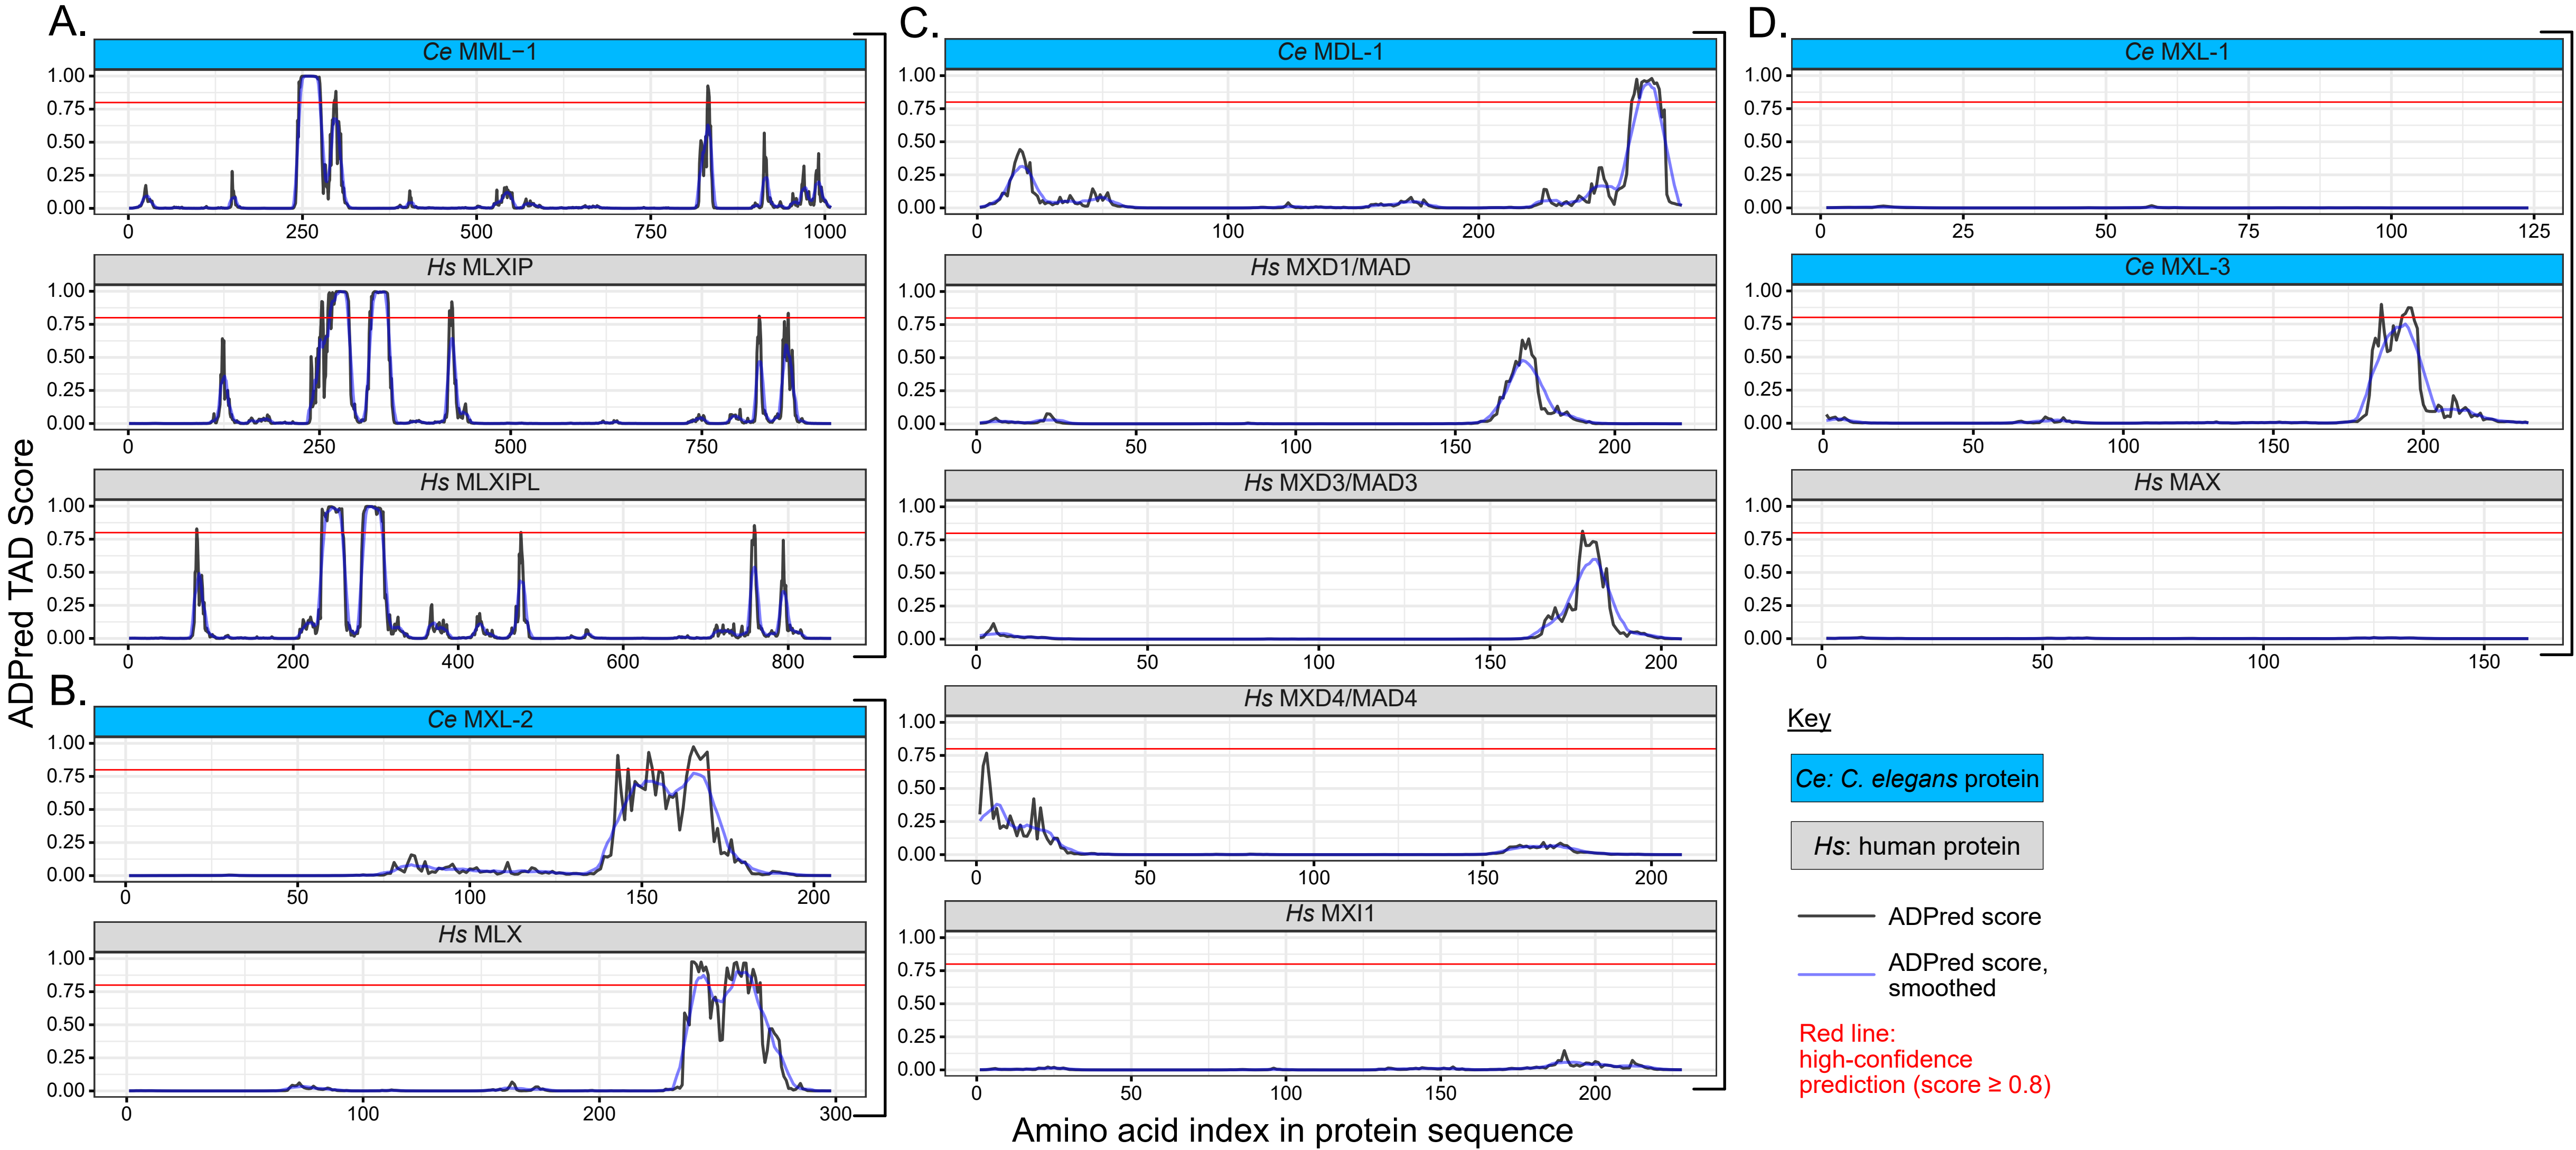 A.
Ce MML−1
1.00
0.75
0.50
0.25
0.00
0 250 500 750 1000
Hs MLXIP
1.00
0.75
0.50
0.25
0.00
0 250 500 750
Hs MLXIPL
1.00
0.75
0.50
0.25
0.00
0 200 400 600 800
ADPred TAD Score
B.
Ce MXL-2
1.00
0.75
0.50
0.25
0.00
0 50 100 150 200
Hs MLX
1.00
0.75
0.50
0.25
0.00
0 100 200 300
C.
Ce MDL-1
1.00
0.75
0.50
0.25
0.00
0 100 200
Hs MXD1/MAD
1.00
0.75
0.50
0.25
0.00
0 50 100 150 200
Hs MXD3/MAD3
1.00
0.75
0.50
0.25
0.00
0 50 100 150 200
Hs MXD4/MAD4
1.00
0.75
0.50
0.25
0.00
0 50 100 150 200
Hs MXI1
1.00
0.75
0.50
0.25
0.00
0 50 100 150 200
Amino acid index in protein sequence
D.
Ce MXL-1
1.00
0.75
0.50
0.25
0.00
0 25 50 75 100 125
Ce MXL-3
1.00
0.75
0.50
0.25
0.00
0 50 100 150 200
Hs MAX
1.00
0.75
0.50
0.25
0.00
0 50 100 150
Key
Ce: C. elegans protein
Hs: human protein
ADPred score
ADPred score,
smoothed
Red line:
high-confidence
prediction (score ≥ 0.8)